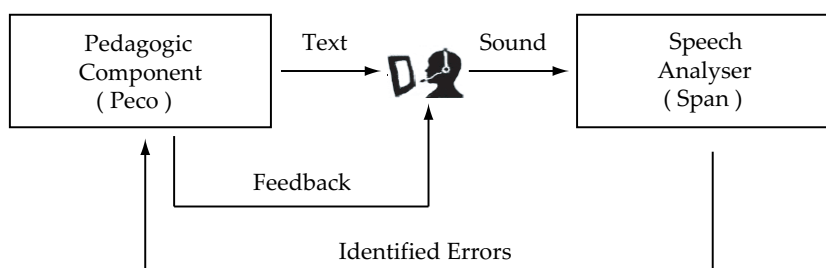 Pedagogic
Component
( Peco )
Text
Sound
Speech
Analyser
( Span )
Feedback
Identified Errors